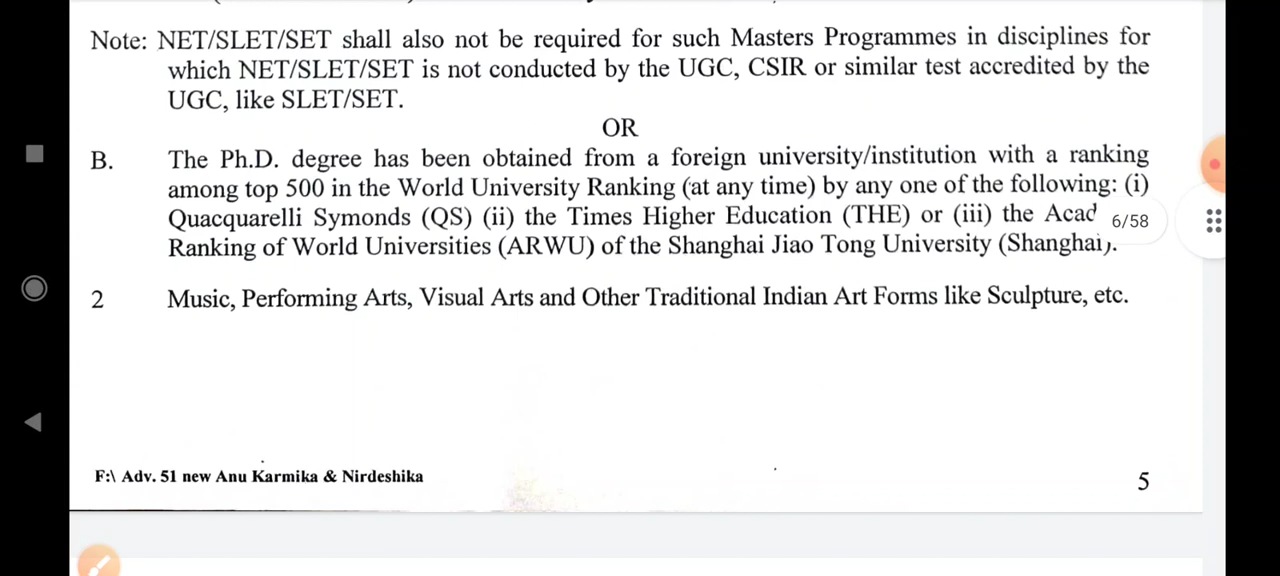 Note: NET/SLET/SET shall also not be required for such Masters Programmes in disciplines for
which NET/SLET/SET is not conducted by the UGC, CSIR or similar test accredited by the
UGC, like SLET/SET.
OR
B. The Ph.D. degree has been obtained from a foreign university/institution with a ranking
among top 500 in the World University Ranking (at any time) by any one of the following: (i)
Quacquarelli Symonds (QS) (ii) the Times Higher Education (THE) or (iii) the Acad
6/58
Ranking of World Universities (ARWU) of the Shanghai Jiao Tong University (Shanghai).
2 Music, Performing Arts, Visual Arts and Other Traditional Indian Art Forms like Sculpture, etc.
F:\ Adv. 51 new Anu Karmika & Nirdeshika
5